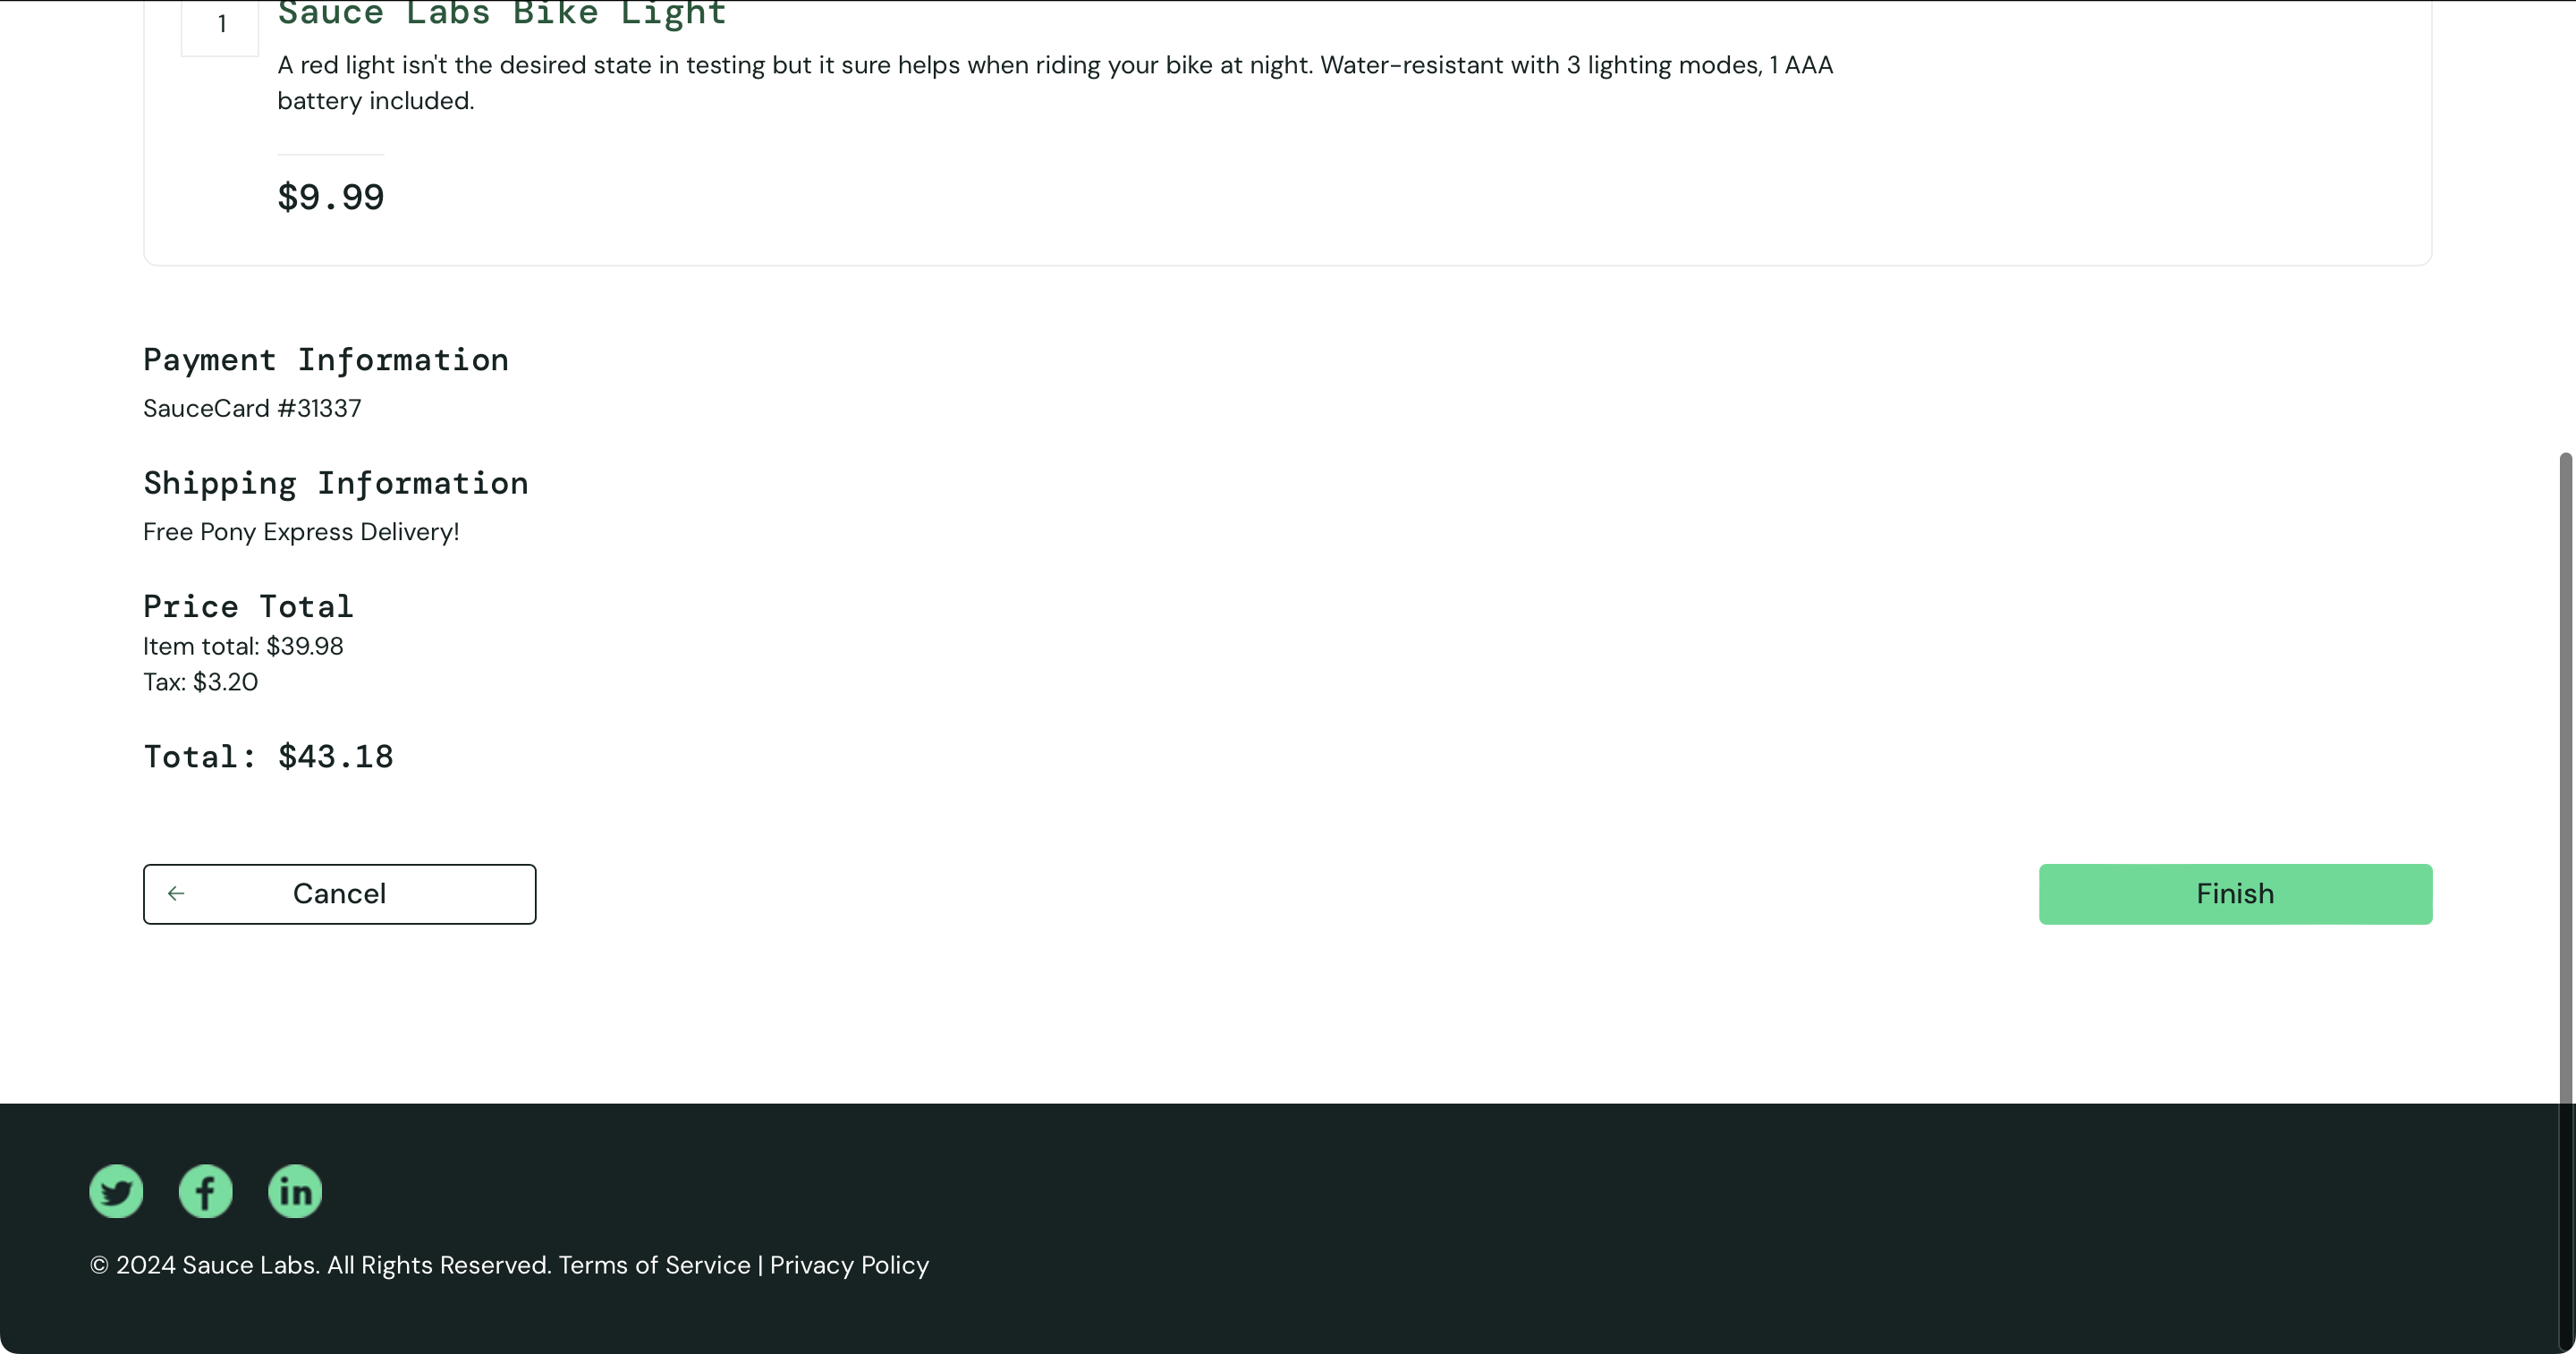 1
Sauce Labs Bike Light
A red light isn't the desired state in testing but it sure helps when riding your bike at night. Water-resistant with 3 lighting modes, 1 AAA
battery included.
$9.99
Payment Information
SauceCard #31337
Shipping Information
Free Pony Express Delivery!
Price Total
Item total: $39.98
Tax: $3.20
Total: $43.18
Cancel
Finish
© 2024 Sauce Labs. All Rights Reserved. Terms of Service | Privacy Policy